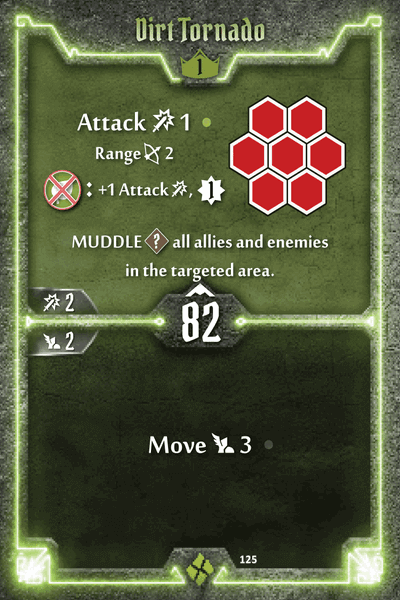 Dirt Tornado
1
Attack 1
Range 2
: +1 Attack , 1
MUDDLE ? all allies and enemies
in the targeted area.
2
82
2
Move 3
125